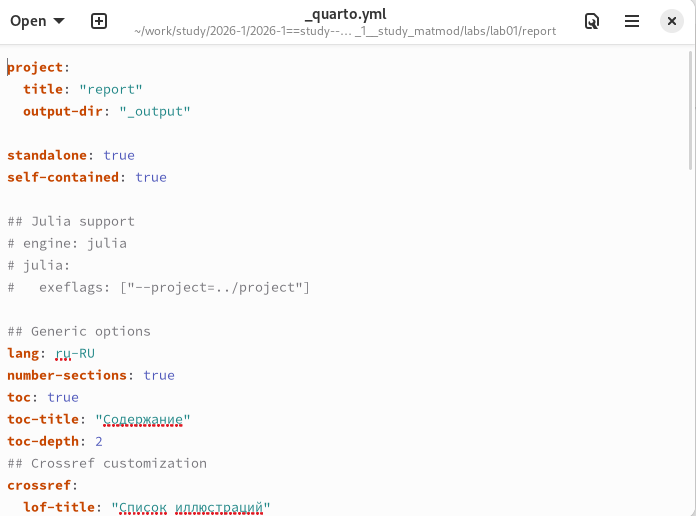 Open
_quarto.yml
~/work/study/2026-1/2026-1==study--... _1__study_matmod/labs/lab01/report
project:
  title: "report"
  output-dir: "_output"
standalone: true
self-contained: true
## Julia support
# engine: julia
# julia:
#   exeflags: ["--project=../project"]
## Generic options
lang: ru-RU
number-sections: true
toc: true
toc-title: "Содержание"
toc-depth: 2
## Crossref customization
crossref:
  lof-title: "Список иллюстраций"